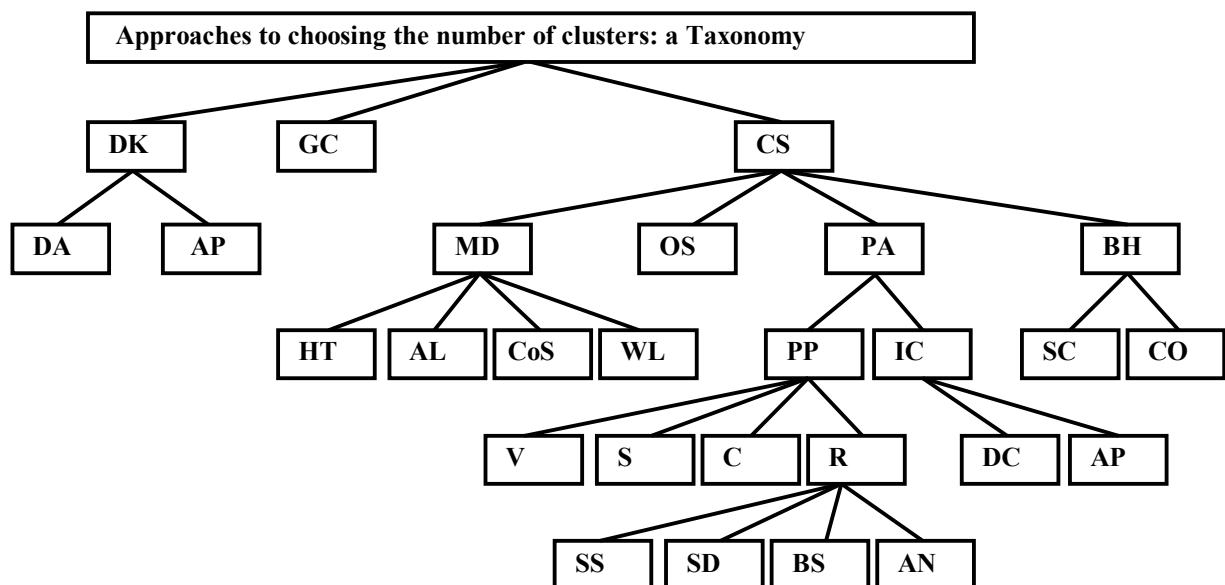 Approaches to choosing the number of clusters: a Taxonomy
DK GC CS
DA AP MD OS PA BH
HT AL CoS WL PP IC SC CO
V S C R DC AP
SS SD BS AN